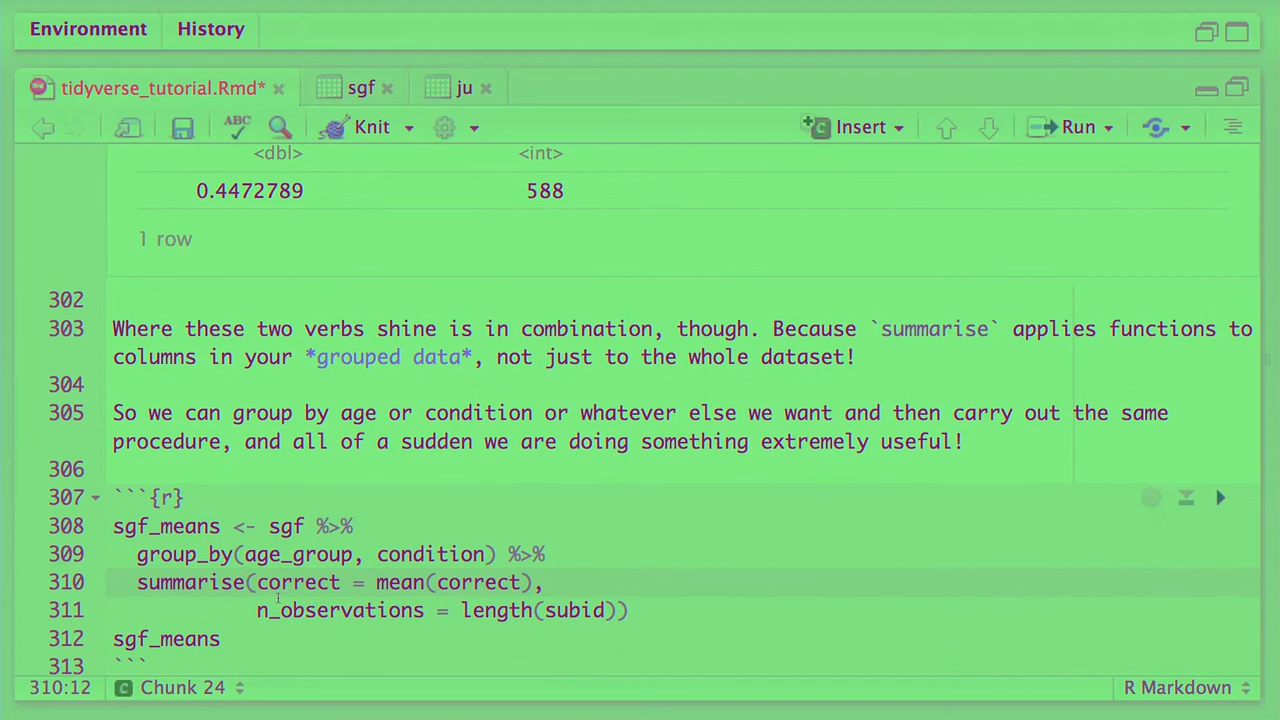 Environment History
tidyverse_tutorial.Rmd* sgf ju
ABC Knit Insert Run
<dbl> <int>
0.4472789 588
1 row
302
303 Where these two verbs shine is in combination, though. Because `summarise` applies functions to
columns in your *grouped data*, not just to the whole dataset!
304
305 So we can group by age or condition or whatever else we want and then carry out the same
procedure, and all of a sudden we are doing something extremely useful!
306
307 ```{r}
308 sgf_means <- sgf %>%
309 group_by(age_group, condition) %>%
310 summarise(correct = mean(correct),
311 n_observations = length(subid))
312 sgf_means
313 ```
310:12 C Chunk 24 R Markdown